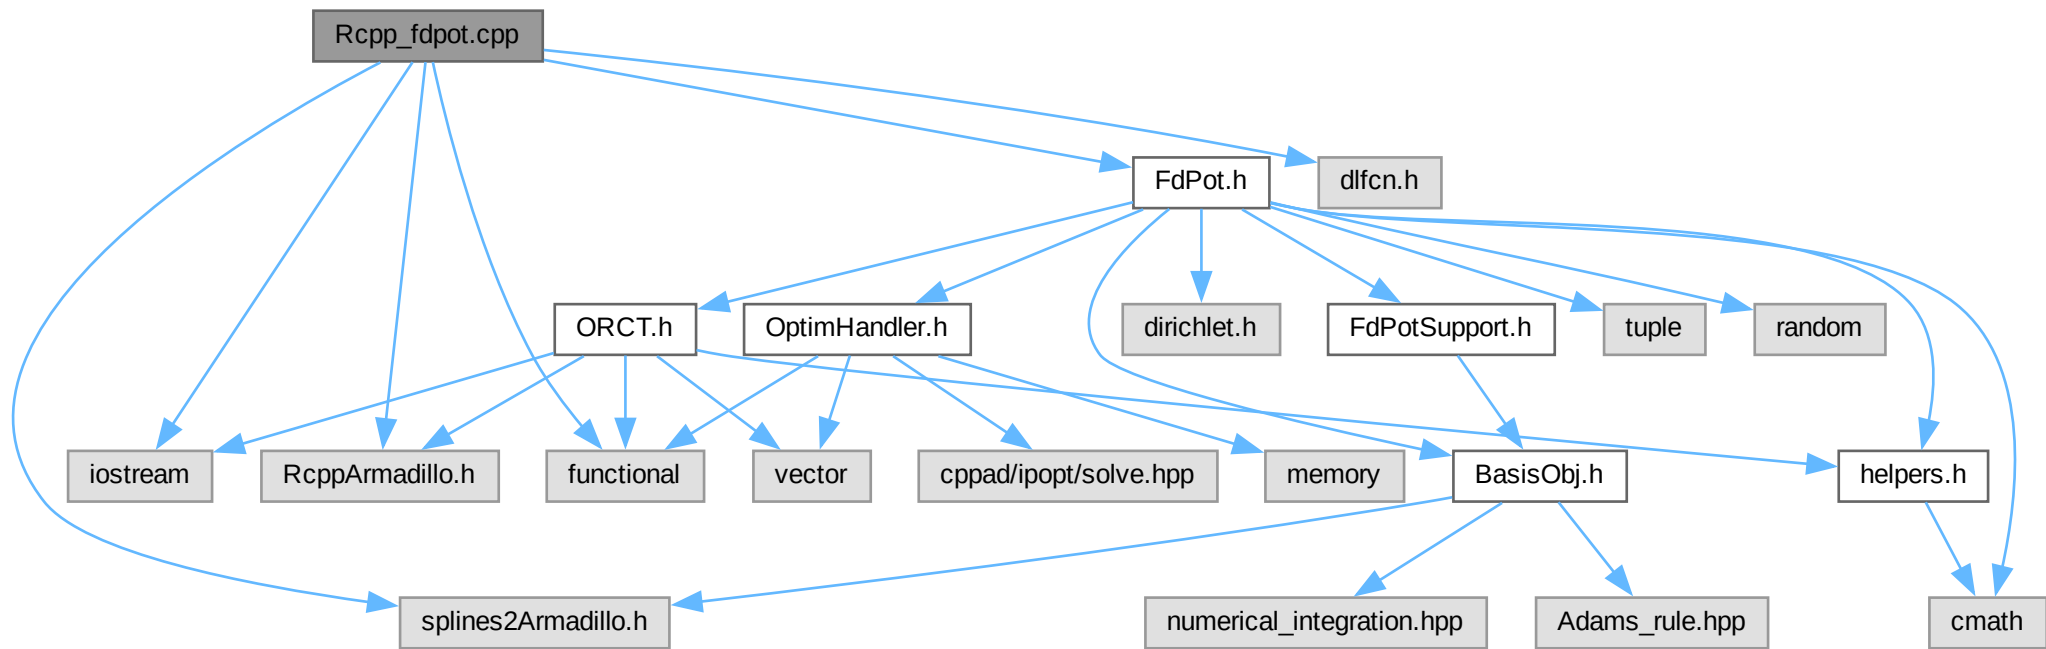 Rcpp_fdpot.cpp
FdPot.h
dlfcn.h
ORCT.h
OptimHandler.h
dirichlet.h
FdPotSupport.h
tuple
random
iostream
RcppArmadillo.h
functional
vector
cppad/ipopt/solve.hpp
memory
BasisObj.h
helpers.h
splines2Armadillo.h
numerical_integration.hpp
Adams_rule.hpp
cmath